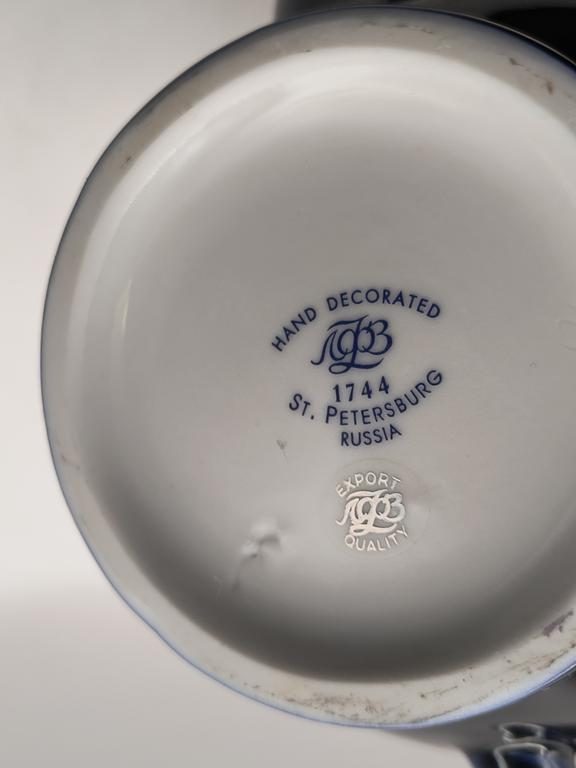 HAND DECORATED
ЛФЗ
1744
ST. PETERSBURG
RUSSIA
EXPORT
ЛФЗ
QUALITY